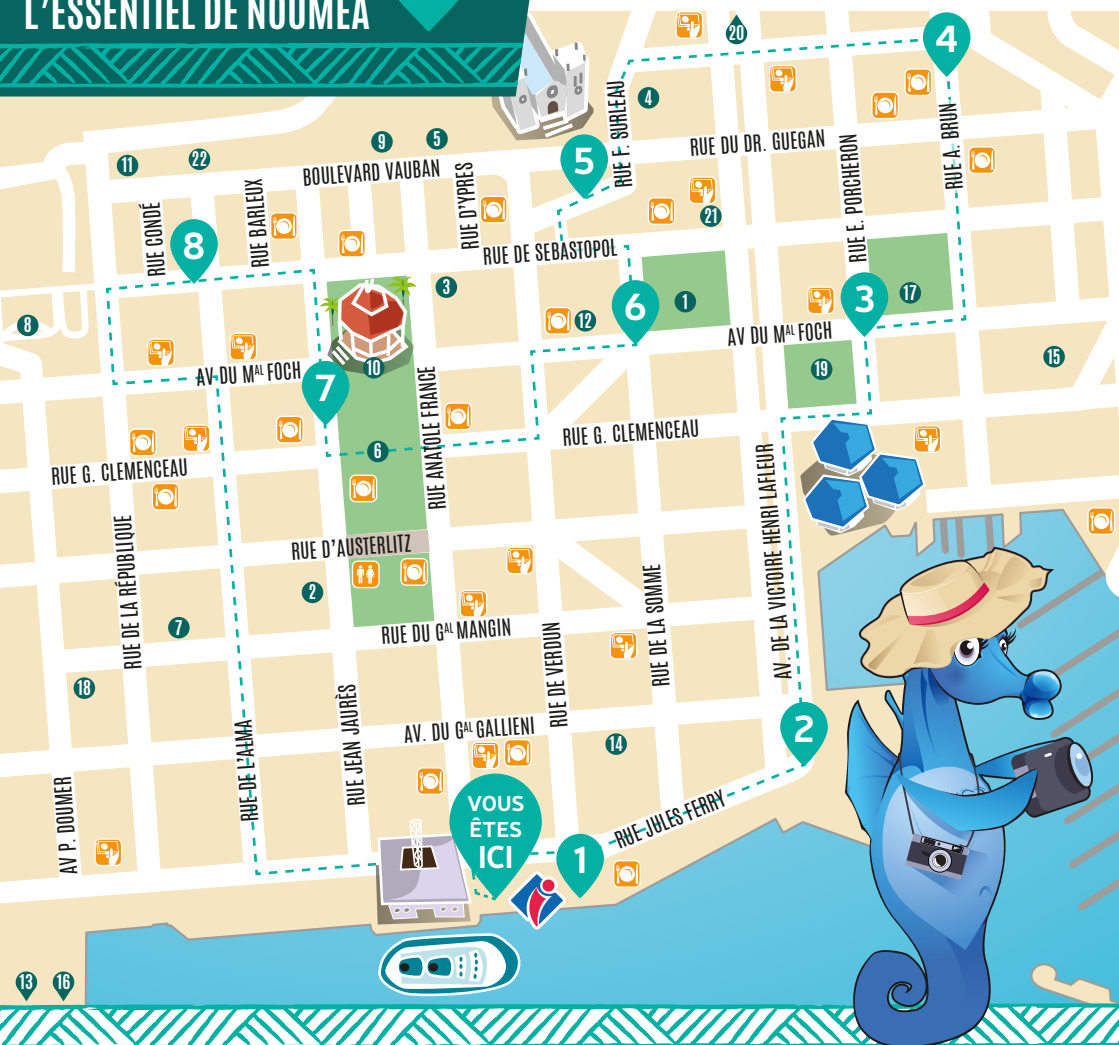 L'ESSENTIEL DE NOUMÉA
20
4
4
9
5
RUE F. SURLEAU
RUE DU DR. GUEGAN
RUE A. BRUN
11
22
BOULEVARD VAUBAN
5
RUE E. PORCHERON
RUE CONDÉ
RUE BARLEUX
RUE D'YPRES
21
8
RUE DE SEBASTOPOL
3
6
1
3
17
8
12
AV DU MAL FOCH
15
10
AV DU MAL FOCH
19
7
RUE ANATOLE FRANCE
RUE G. CLEMENCEAU
6
RUE G. CLEMENCEAU
AV. DE LA VICTOIRE HENRI LAFLEUR
RUE DE LA RÉPUBLIQUE
RUE D'AUSTERLITZ
2
7
RUE DU GAL MANGIN
RUE DE VERDUN
RUE DE LA SOMME
18
RUE DE L'ALMA
RUE JEAN JAURÈS
AV. DU GAL GALLIENI
14
2
AV P. DOUMER
VOUS
ÊTES
ICI
1
RUE JULES FERRY
13
16